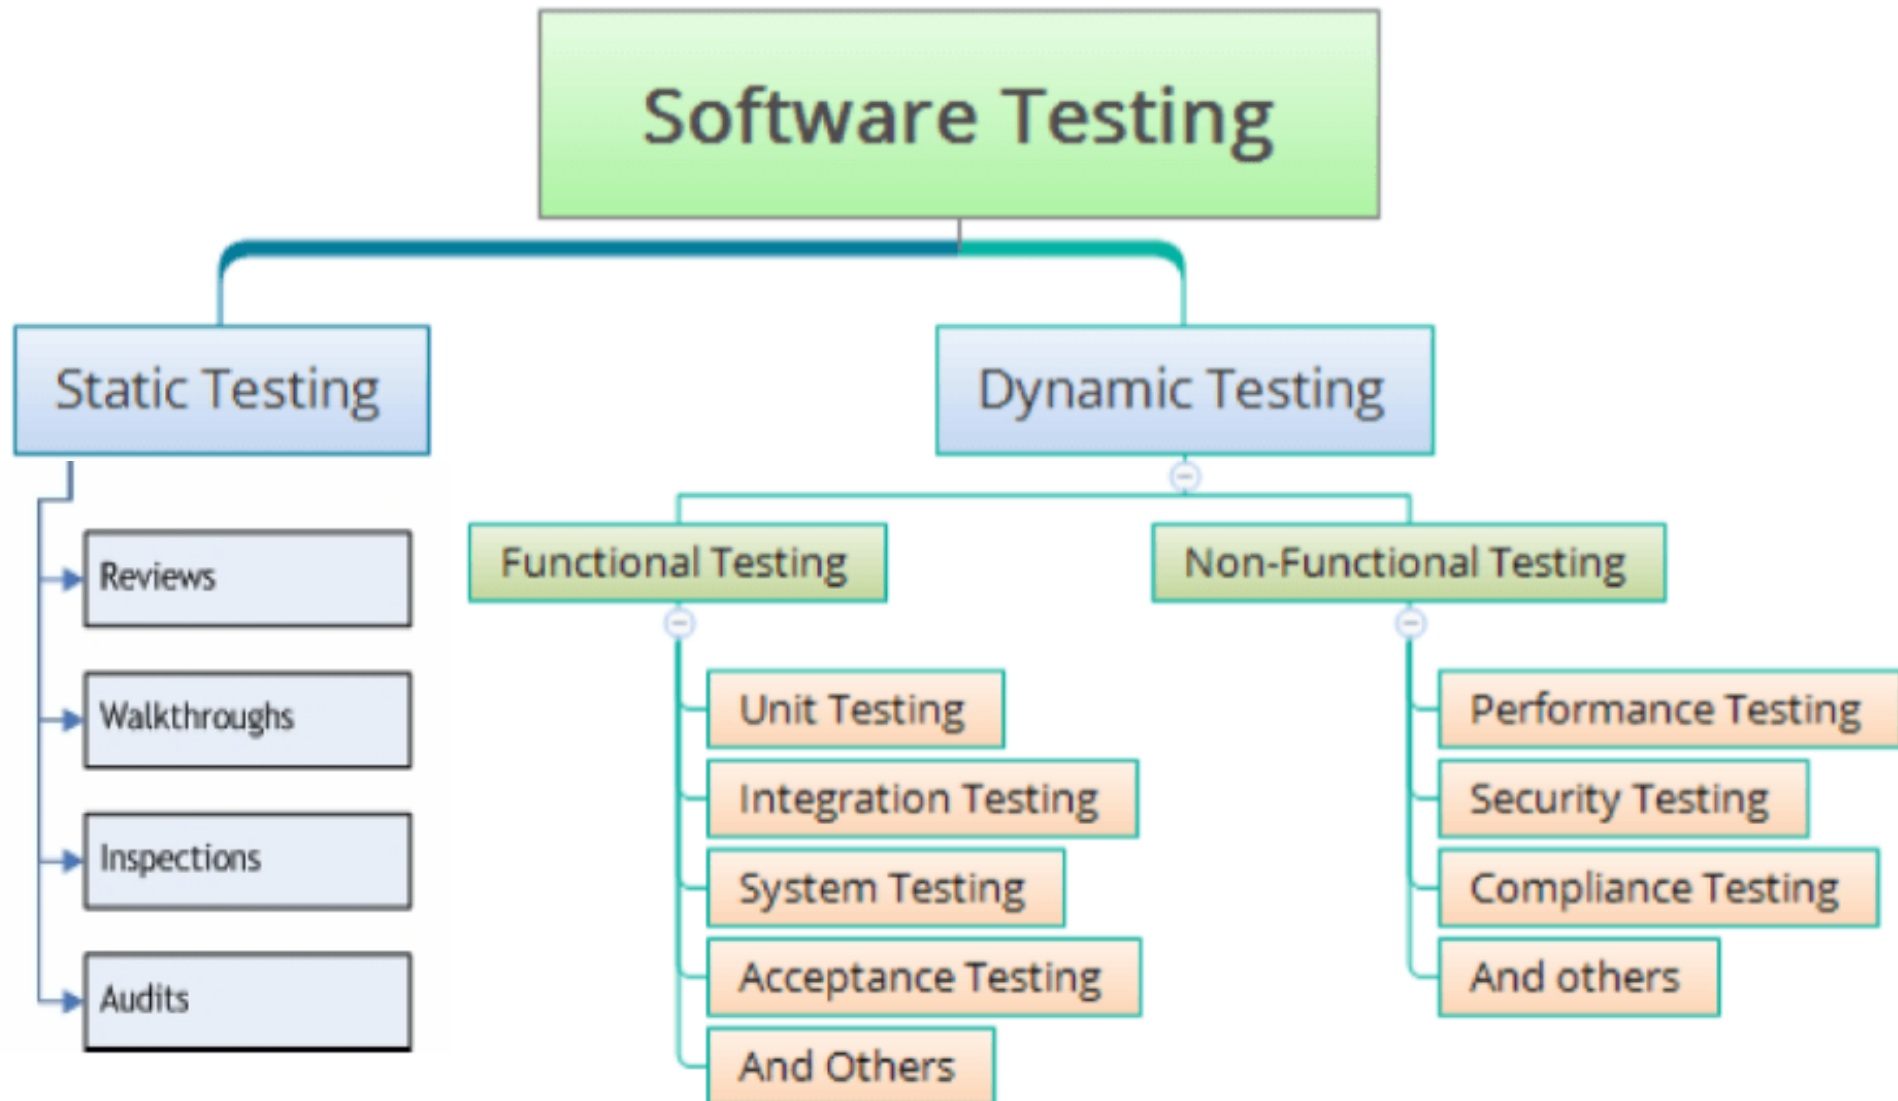 Software Testing
Static Testing
Dynamic Testing
Reviews
Walkthroughs
Inspections
Audits
Functional Testing
Unit Testing
Integration Testing
System Testing
Acceptance Testing
And Others
Non-Functional Testing
Performance Testing
Security Testing
Compliance Testing
And others